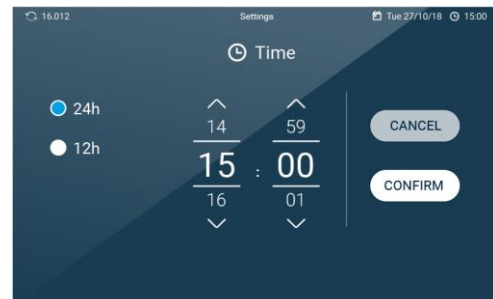 16.012 Settings Tue 27/10/18 15:00
Time
24h
12h
14 59
15 : 00
16 01
CANCEL
CONFIRM